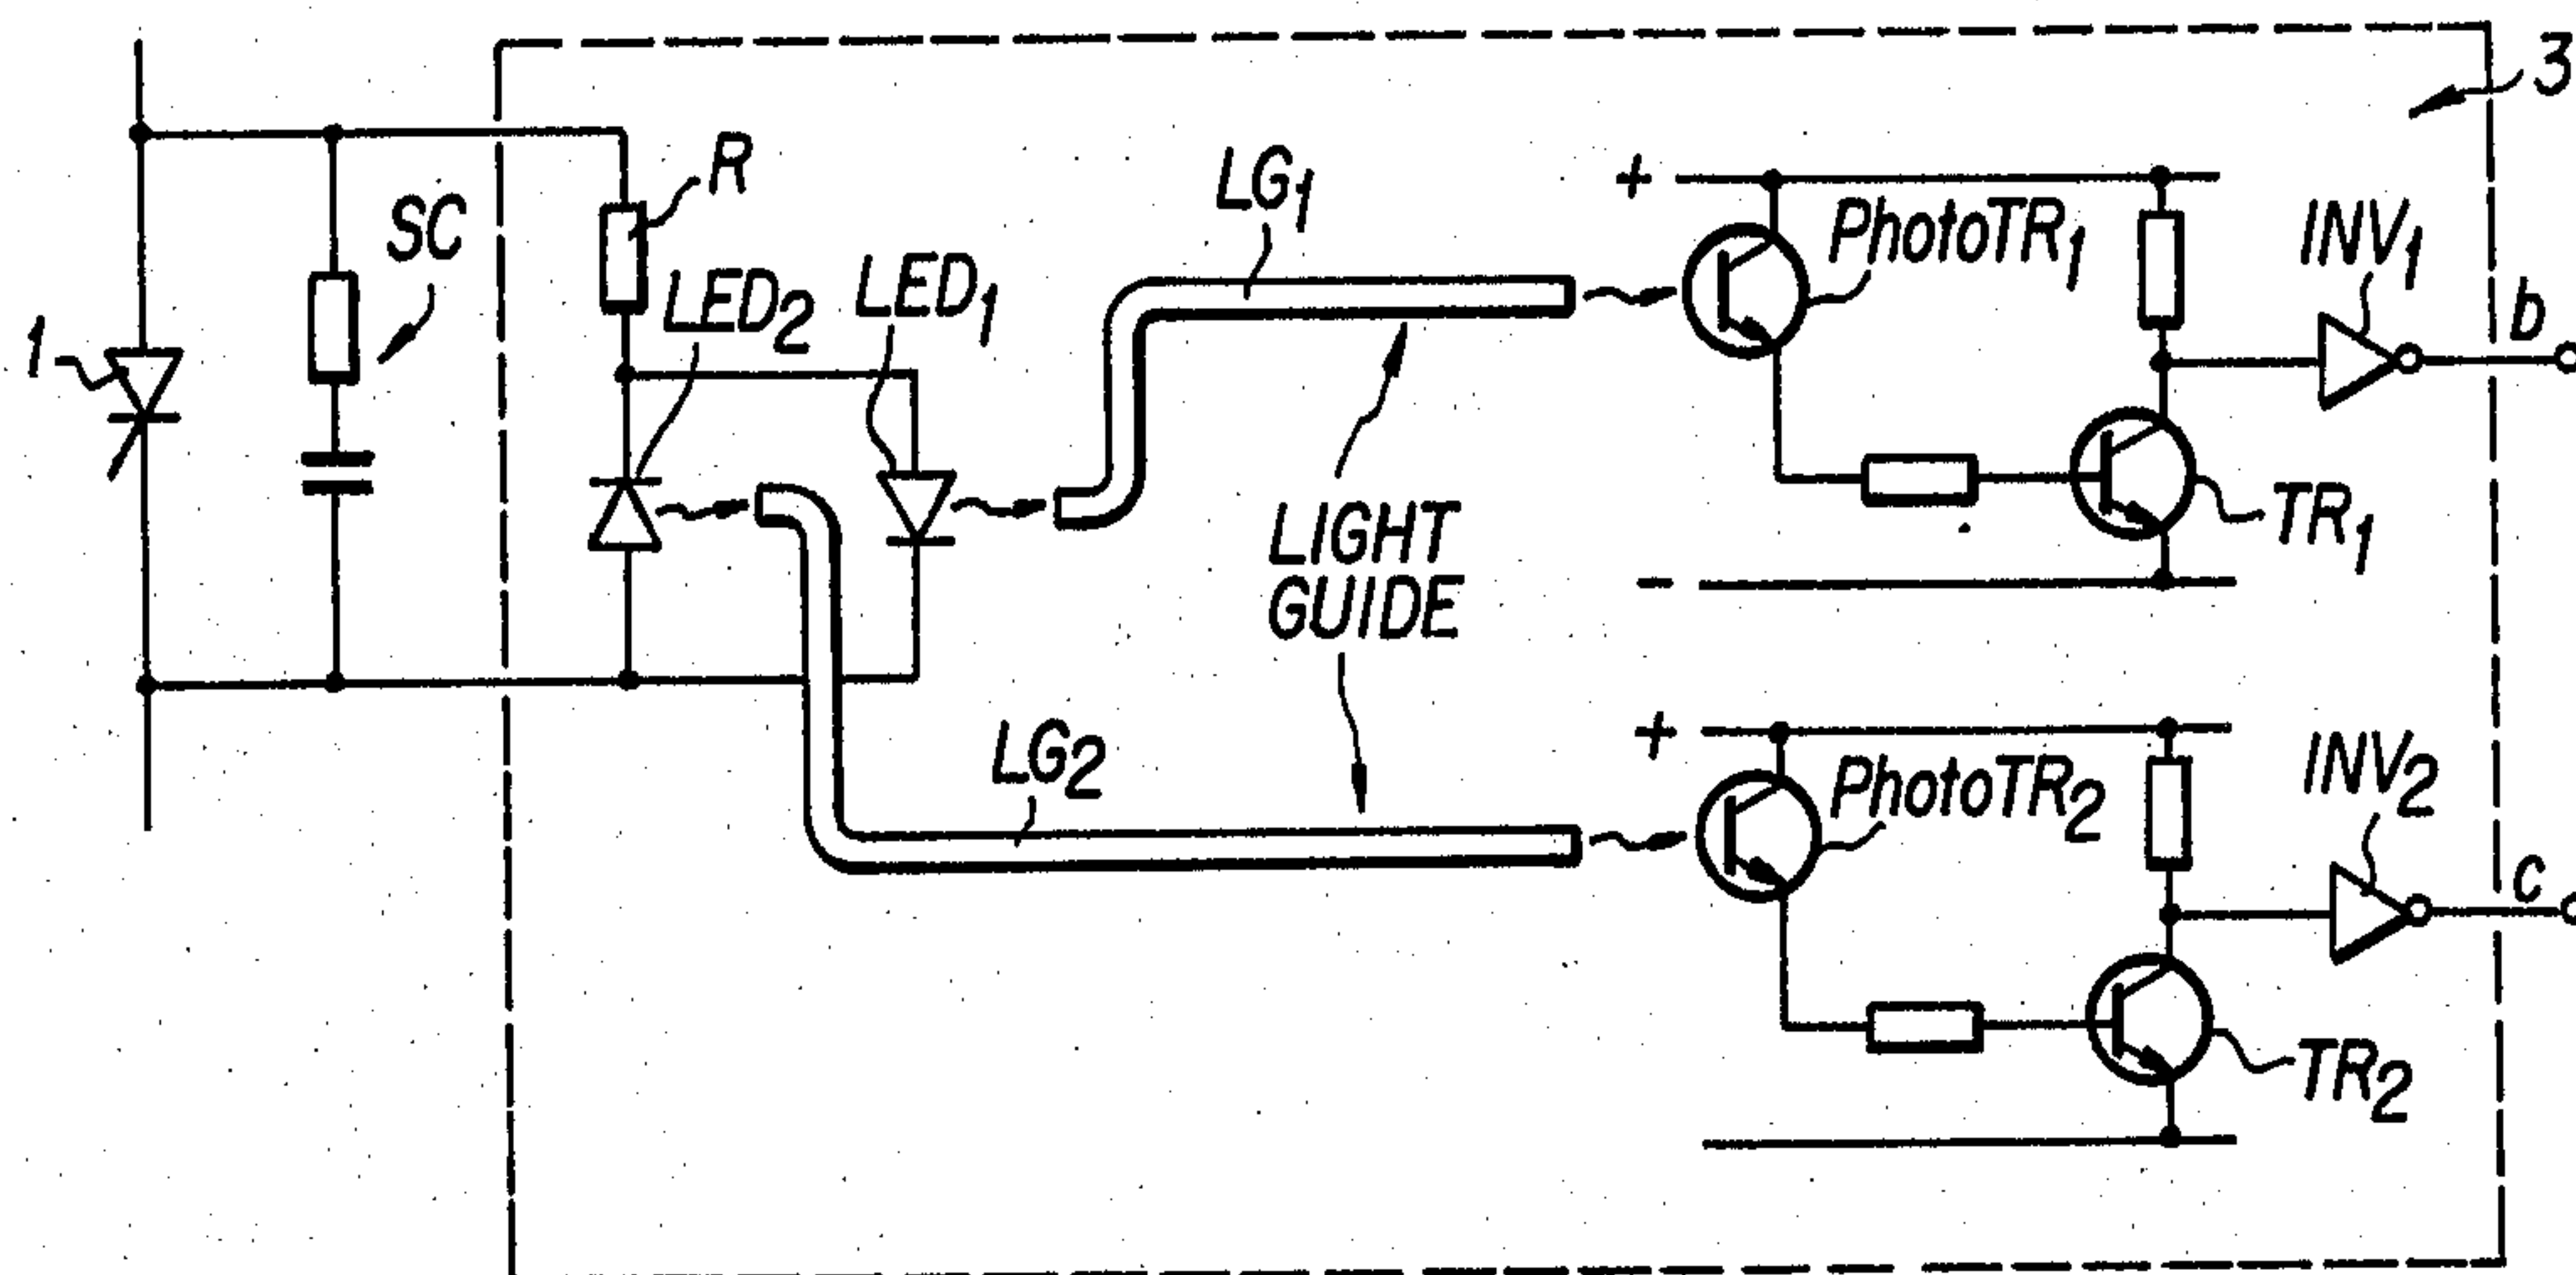 3
R
SC
LED2
LED1
LG1
+
PhotoTR1
INV1
b
1
LIGHT
GUIDE
TR1
-
LG2
+
PhotoTR2
INV2
c
TR2